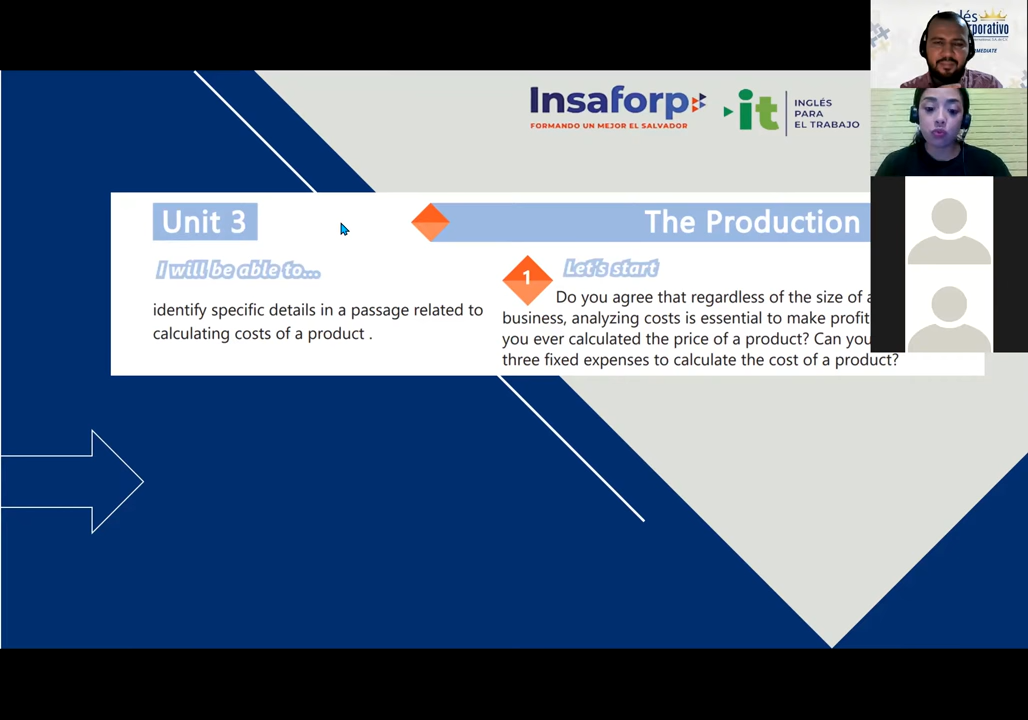 Insaforp
FORMANDO UN MEJOR EL SALVADOR
it
INGLÉS
PARA
EL TRABAJO
Unit 3
The Production
I will be able to...
identify specific details in a passage related to
calculating costs of a product .
1
Let's start
Do you agree that regardless of the size of
business, analyzing costs is essential to make profit
you ever calculated the price of a product? Can you
three fixed expenses to calculate the cost of a product?